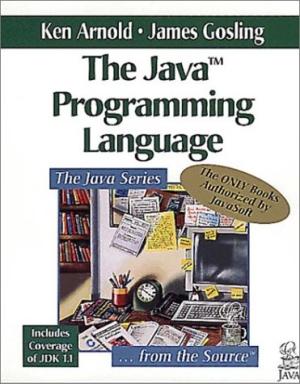 Ken Arnold · James Gosling
The Java™
Programming
Language
The Java Series
The ONLY Books
Authorized by
JavaSoft
Includes
Coverage
of JDK 1.1
... from the Source™
JAVA